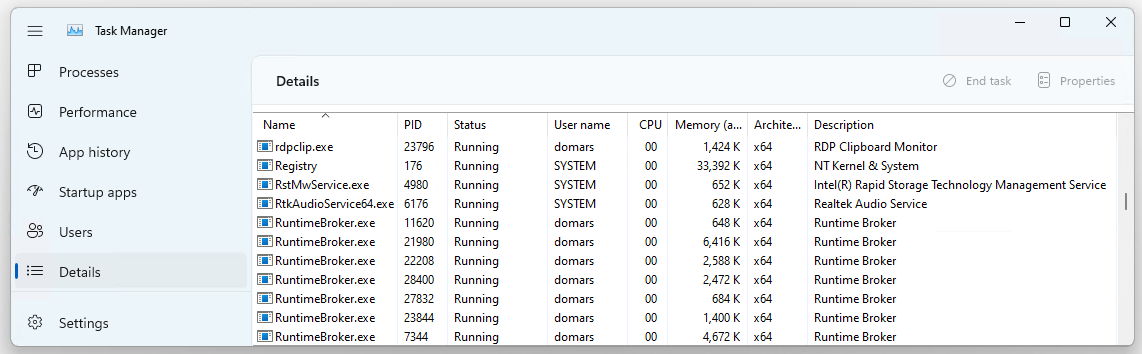 Task Manager
Processes
Performance
App history
Startup apps
Users
Details
Settings
Details
End task
Properties
Name PID Status User name CPU Memory (a... Archite... Description
rdpclip.exe 23796 Running domars 00 1,424 K x64 RDP Clipboard Monitor
Registry 176 Running SYSTEM 00 33,392 K x64 NT Kernel & System
RstMwService.exe 4980 Running SYSTEM 00 652 K x64 Intel(R) Rapid Storage Technology Management Service
RtkAudioService64.exe 6176 Running SYSTEM 00 628 K x64 Realtek Audio Service
RuntimeBroker.exe 11620 Running domars 00 648 K x64 Runtime Broker
RuntimeBroker.exe 21980 Running domars 00 6,416 K x64 Runtime Broker
RuntimeBroker.exe 22208 Running domars 00 2,588 K x64 Runtime Broker
RuntimeBroker.exe 28400 Running domars 00 2,472 K x64 Runtime Broker
RuntimeBroker.exe 27832 Running domars 00 684 K x64 Runtime Broker
RuntimeBroker.exe 23844 Running domars 00 1,400 K x64 Runtime Broker
RuntimeBroker.exe 7344 Running domars 00 4,672 K x64 Runtime Broker